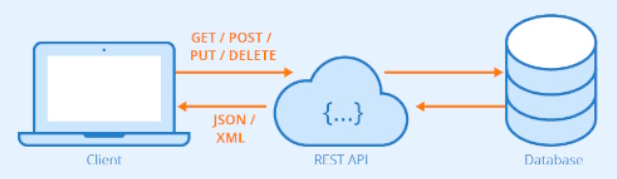 GET / POST /
PUT / DELETE
{...}
JSON /
XML
Client
REST API
Database